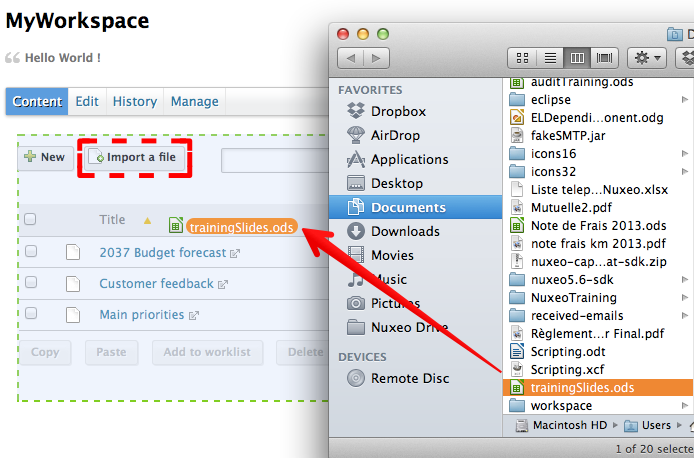 MyWorkspace
Hello World !
Content Edit History Manage
New Import a file
Title trainingSlides.ods
2037 Budget forecast
Customer feedback
Main priorities
Copy Paste Add to worklist Delete
D
FAVORITES
Dropbox
AirDrop
Applications
Desktop
Documents
Downloads
Movies
Music
Pictures
Nuxeo Drive
DEVICES
Remote Disc
auditTraining.ods
eclipse
ELDependi...onent.odg
fakeSMTP.jar
icons16
icons32
Liste telep...Nuxeo.xlsx
Mutuelle2.pdf
Note de Frais 2013.ods
note frais km 2013.pdf
nuxeo-cap...at-sdk.zip
nuxeo5.6-sdk
NuxeoTraining
received-emails
Règlement...r Final.pdf
Scripting.odt
Scripting.xcf
trainingSlides.ods
workspace
Macintosh HD Users
1 of 20 selected